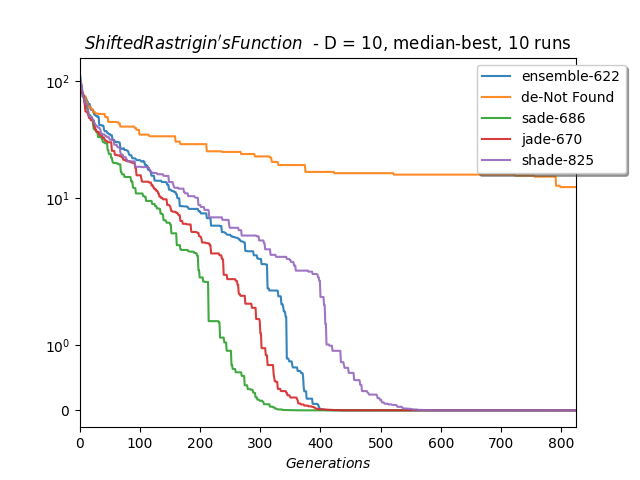 ShiftedRastrigin'sFunction - D = 10, median-best, 10 runs
10²
10¹
10⁰
0
ensemble-622
de-Not Found
sade-686
jade-670
shade-825
0 100 200 300 400 500 600 700 800
Generations